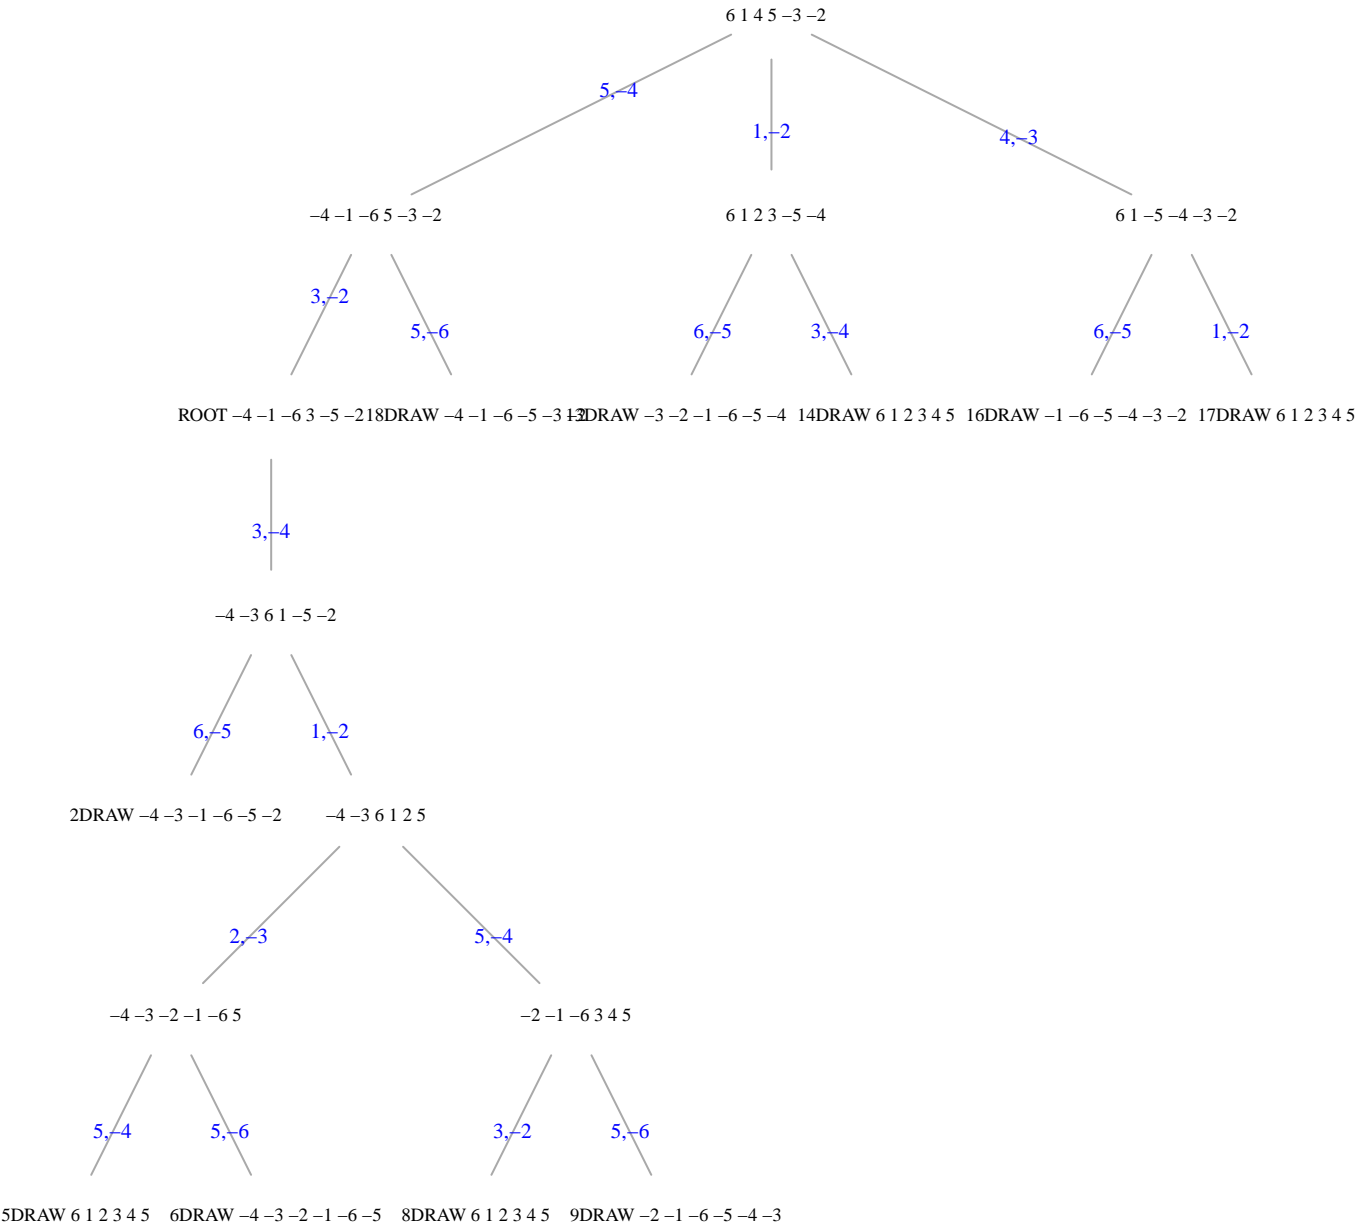 6 1 4 5 –3 –2
5,–4
1,–2
4,–3
–4 –1 –6 5 –3 –2
6 1 2 3 –5 –4
6 1 –5 –4 –3 –2
3,–2
5,–6
6,–5
3,–4
6,–5
1,–2
ROOT –4 –1 –6 3 –5 –2
18DRAW –4 –1 –6 –5 –3 –2
13DRAW –3 –2 –1 –6 –5 –4
14DRAW 6 1 2 3 4 5
16DRAW –1 –6 –5 –4 –3 –2
17DRAW 6 1 2 3 4 5
3,–4
–4 –3 6 1 –5 –2
6,–5
1,–2
2DRAW –4 –3 –1 –6 –5 –2
–4 –3 6 1 2 5
2,–3
5,–4
–4 –3 –2 –1 –6 5
–2 –1 –6 3 4 5
5,–4
5,–6
3,–2
5,–6
5DRAW 6 1 2 3 4 5
6DRAW –4 –3 –2 –1 –6 –5
8DRAW 6 1 2 3 4 5
9DRAW –2 –1 –6 –5 –4 –3